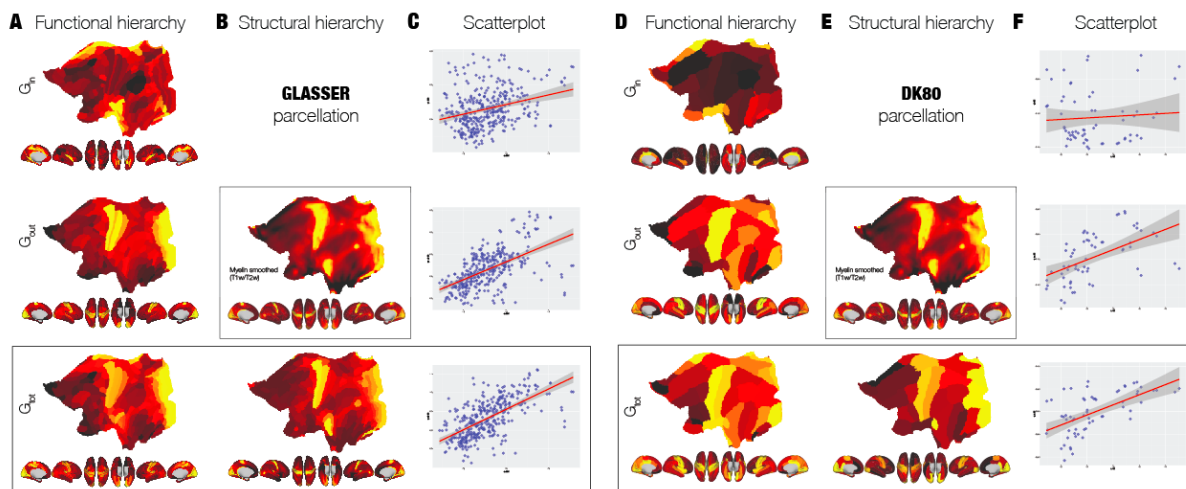 A Functional hierarchy
B Structural hierarchy
C Scatterplot
D Functional hierarchy
E Structural hierarchy
F Scatterplot
Gin
GLASSER
parcellation
Gin
DK80
parcellation
Gout
Myelin smoothed
(T1w/T2w)
Gout
Myelin smoothed
(T1w/T2w)
Gtot
Gtot